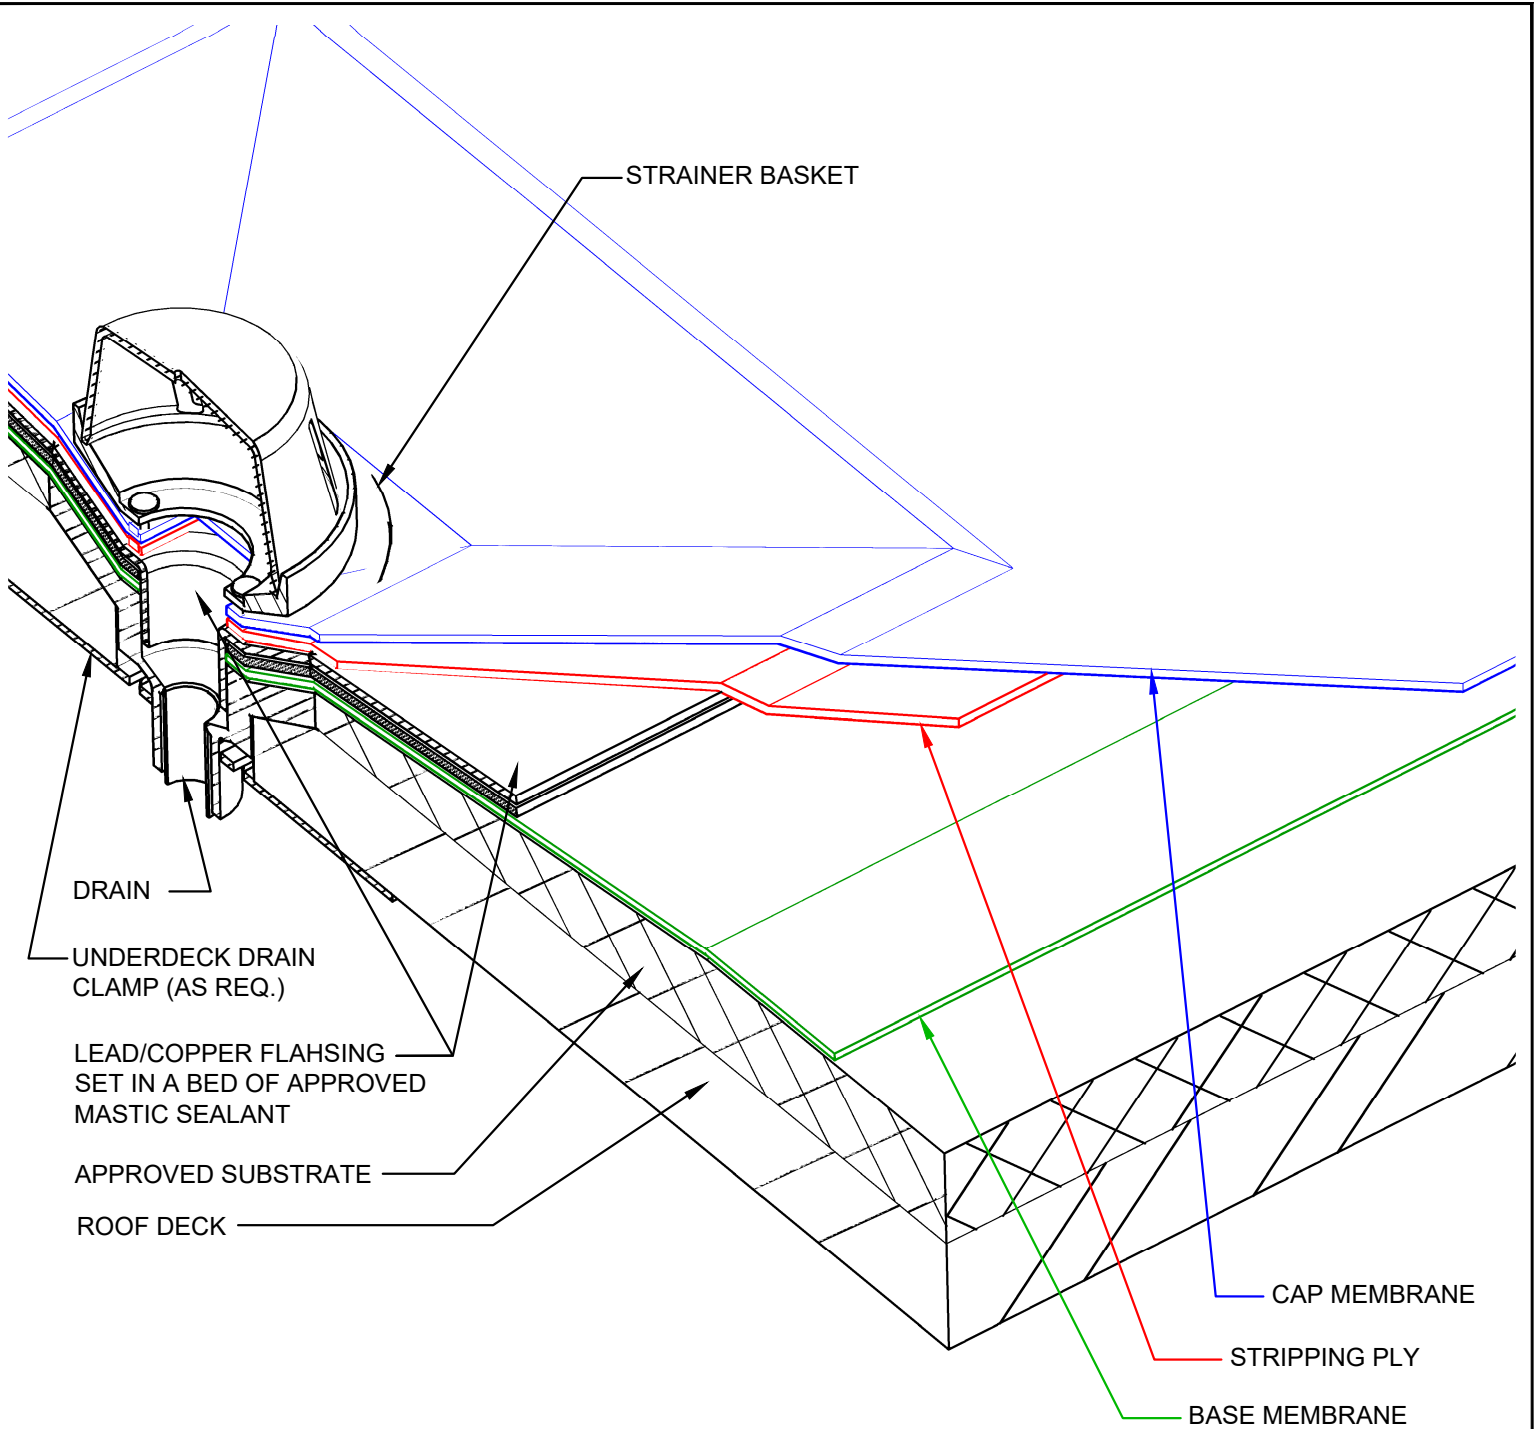 STRAINER BASKET
DRAIN
UNDERDECK DRAIN
CLAMP (AS REQ.)
LEAD/COPPER FLAHSING
SET IN A BED OF APPROVED
MASTIC SEALANT
APPROVED SUBSTRATE
ROOF DECK
CAP MEMBRANE
STRIPPING PLY
BASE MEMBRANE